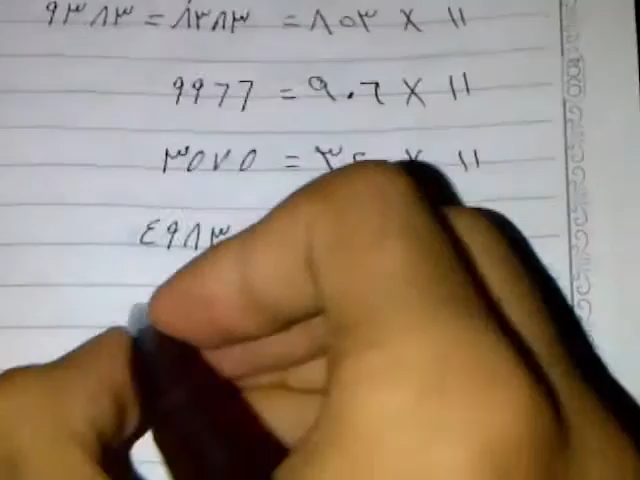 ٩٣٨٣ = ٨٣٨٣ = ٨٥٣ × ١١
٩٩٦٦ = ٩٠٦ × ١١
٣٥٧٥ = × ١١
٤٩٨٣